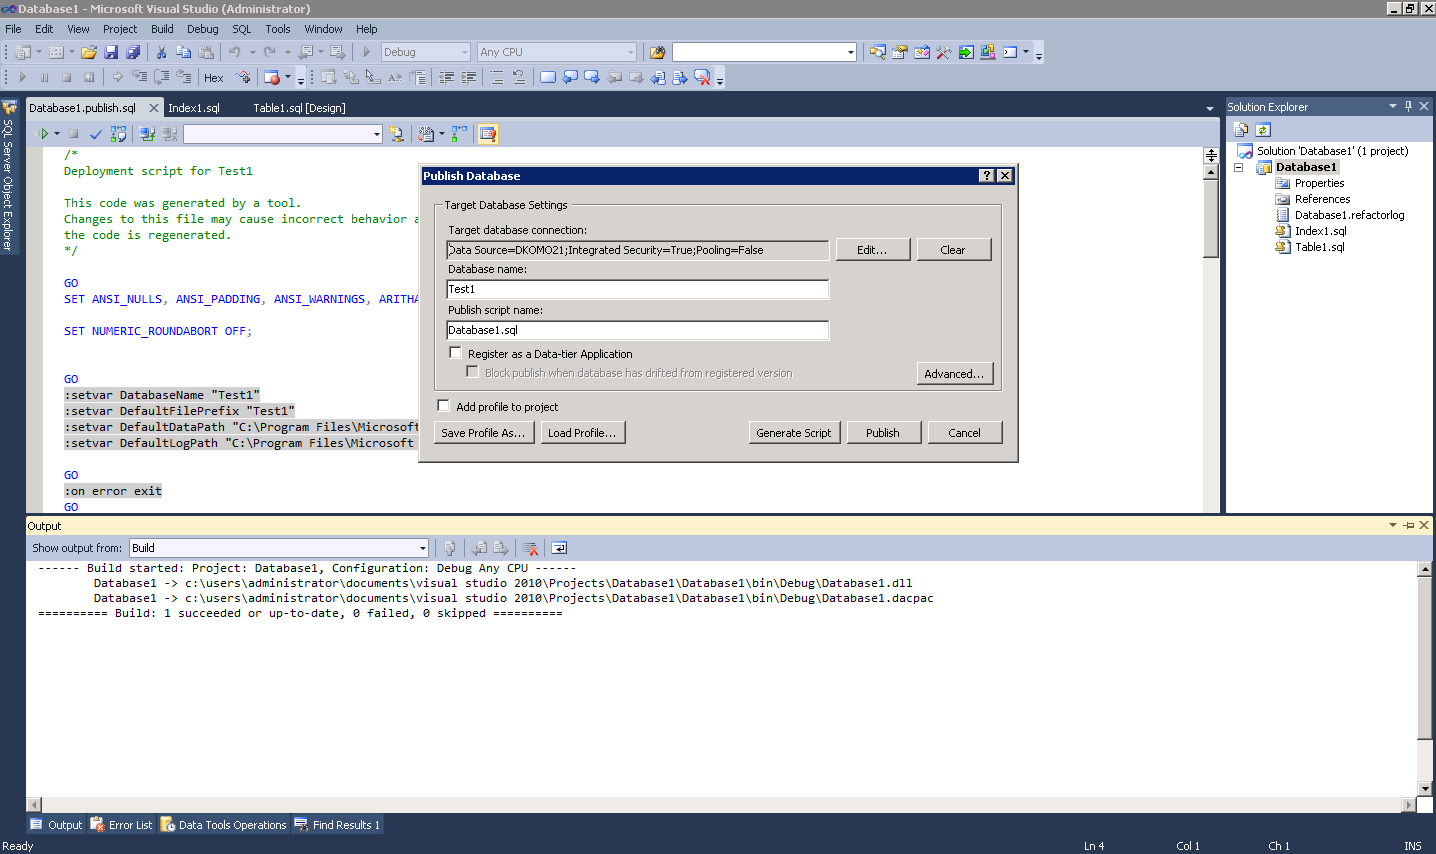 Database1 - Microsoft Visual Studio (Administrator)
File Edit View Project Build Debug SQL Tools Window Help
Debug Any CPU
Hex
Database1.publish.sql Index1.sql Table1.sql [Design]
SQL Server Object Explorer
/*
Deployment script for Test1
This code was generated by a tool.
Changes to this file may cause incorrect behavior
the code is regenerated.
*/
GO
SET ANSI_NULLS, ANSI_PADDING, ANSI_WARNINGS, ARITHA
SET NUMERIC_ROUNDABORT OFF;
GO
:setvar DatabaseName "Test1"
:setvar DefaultFilePrefix "Test1"
:setvar DefaultDataPath "C:\Program Files\Microsoft
:setvar DefaultLogPath "C:\Program Files\Microsoft
GO
:on error exit
GO
Publish Database
Target Database Settings
Target database connection:
Data Source=DKOMO21;Integrated Security=True;Pooling=False
Edit... Clear
Database name:
Test1
Publish script name:
Database1.sql
Register as a Data-tier Application
Block publish when database has drifted from registered version
Advanced...
Add profile to project
Save Profile As... Load Profile... Generate Script Publish Cancel
Solution Explorer
Solution 'Database1' (1 project)
Database1
Properties
References
Database1.refactorlog
Index1.sql
Table1.sql
Output
Show output from: Build
------ Build started: Project: Database1, Configuration: Debug Any CPU ------
Database1 -> c:\users\administrator\documents\visual studio 2010\Projects\Database1\Database1\bin\Debug\Database1.dll
Database1 -> c:\users\administrator\documents\visual studio 2010\Projects\Database1\Database1\bin\Debug\Database1.dacpac
========== Build: 1 succeeded or up-to-date, 0 failed, 0 skipped ==========
Output Error List Data Tools Operations Find Results 1
Ready Ln 4 Col 1 Ch 1 INS